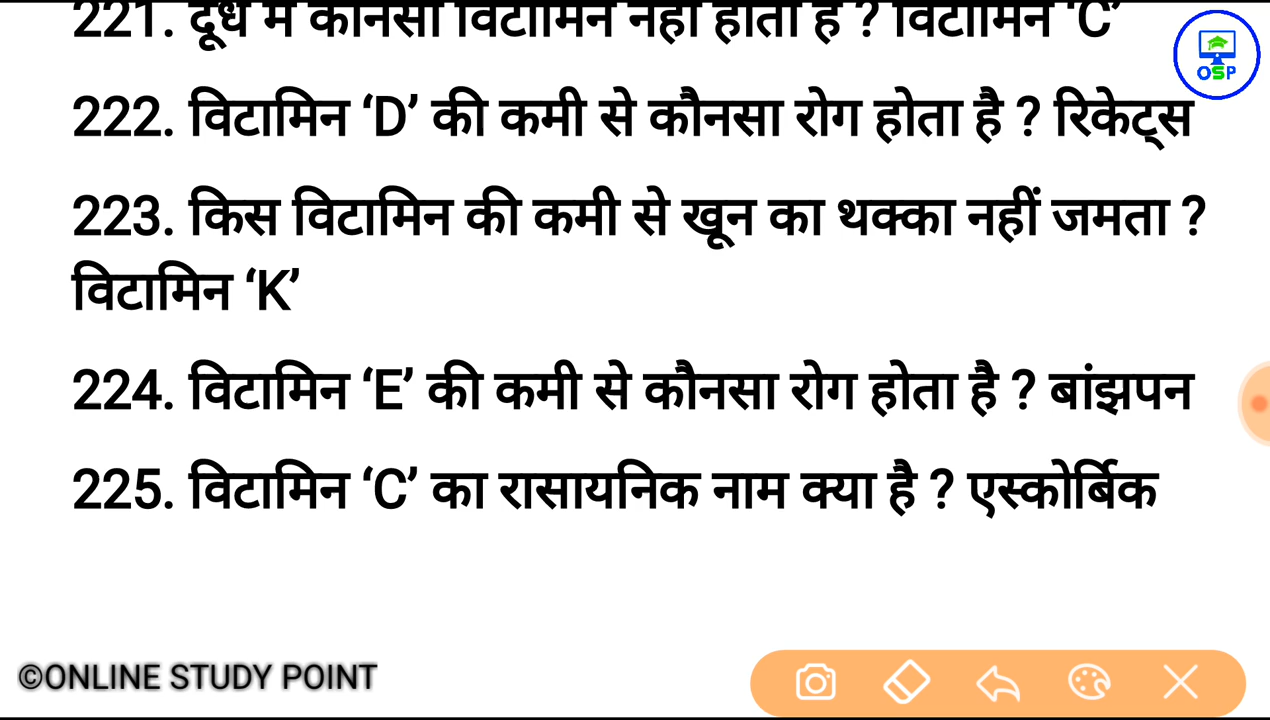 221. दूध में कौनसा विटामिन नहीं होता है ? विटामिन ‘C’
OSP
222. विटामिन ‘D’ की कमी से कौनसा रोग होता है ? रिकेट्स
223. किस विटामिन की कमी से खून का थक्का नहीं जमता ?
विटामिन ‘K’
224. विटामिन ‘E’ की कमी से कौनसा रोग होता है ? बांझपन
225. विटामिन ‘C’ का रासायनिक नाम क्या है ? एस्कोर्बिक
©ONLINE STUDY POINT